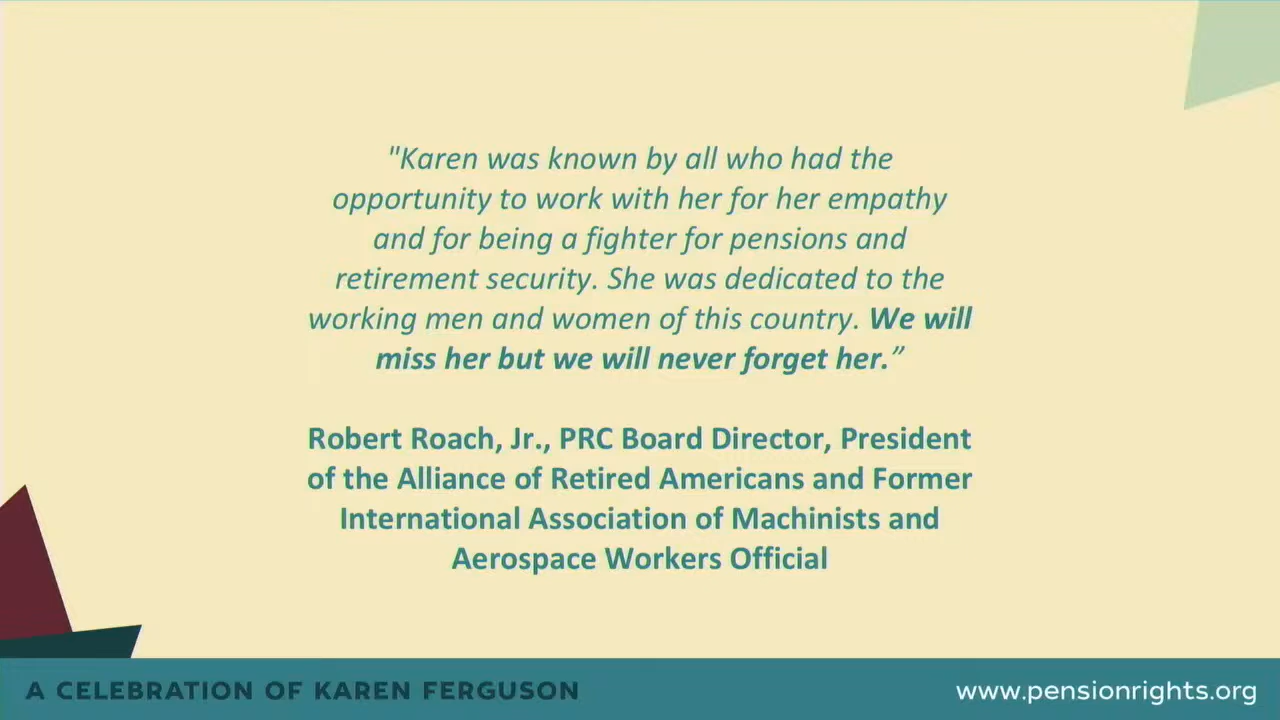 "Karen was known by all who had the
opportunity to work with her for her empathy
and for being a fighter for pensions and
retirement security. She was dedicated to the
working men and women of this country. We will
miss her but we will never forget her.”
Robert Roach, Jr., PRC Board Director, President
of the Alliance of Retired Americans and Former
International Association of Machinists and
Aerospace Workers Official
A CELEBRATION OF KAREN FERGUSON
www.pensionrights.org